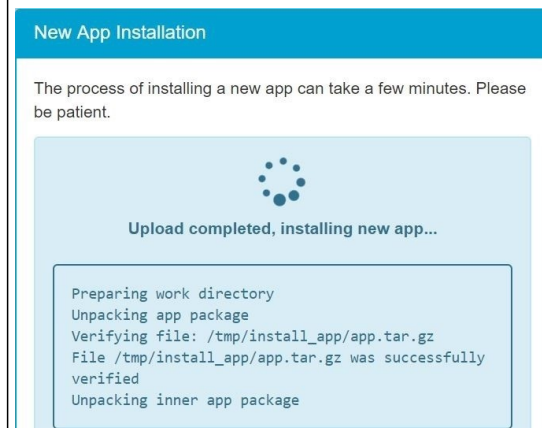 New App Installation
The process of installing a new app can take a few minutes. Please
be patient.
Upload completed, installing new app...
Preparing work directory
Unpacking app package
Verifying file: /tmp/install_app/app.tar.gz
File /tmp/install_app/app.tar.gz was successfully
verified
Unpacking inner app package